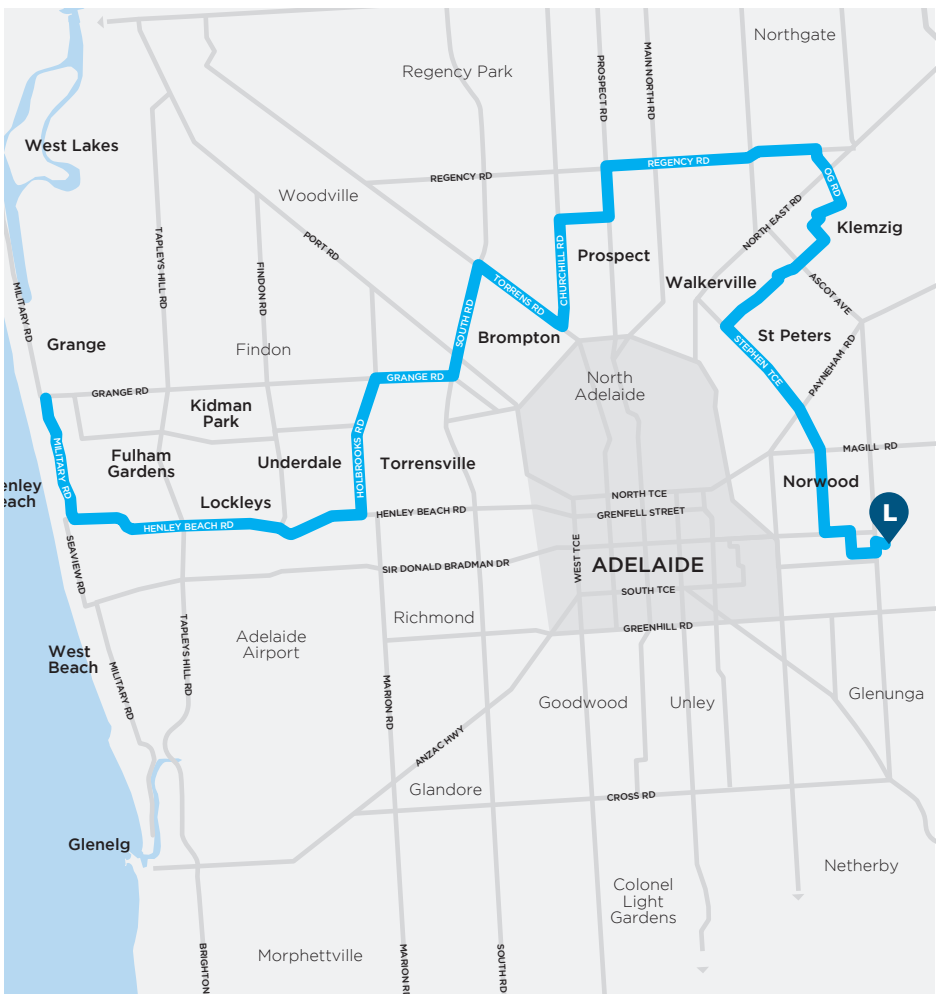 Northgate
Regency Park
PROSPECT RD
MAIN NORTH RD
West Lakes
REGENCY RD
OG RD
REGENCY RD
Woodville
NORTH EAST RD
Klemzig
TAPLEYS HILL RD
PORT RD
FINDON RD
CHURCHILL RD
Prospect
Walkerville
ASCOT AVE
MILITARY RD
TORRENS RD
SOUTH RD
Brompton
St Peters
STEPHEN TCE
PAYNEHAM RD
Grange
Findon
GRANGE RD
GRANGE RD
North
Adelaide
Kidman
Park
MILITARY RD
Fulham
Gardens
Underdale
HOLBROOKS RD
Torrensville
MAGILL RD
Norwood
enley
each
Lockleys
NORTH TCE
HENLEY BEACH RD
HENLEY BEACH RD
GRENFELL STREET
L
SEAVIEW RD
WEST TCE
SIR DONALD BRADMAN DR
ADELAIDE
SOUTH TCE
Richmond
GREENHILL RD
Adelaide
Airport
West
Beach
TAPLEYS HILL RD
MILITARY RD
MARION RD
Goodwood
Unley
Glenunga
ANZAC HWY
Glandore
CROSS RD
Glenelg
Netherby
Colonel
Light
Gardens
Morphettville
BRIGHTON
MARION RD
SOUTH RD